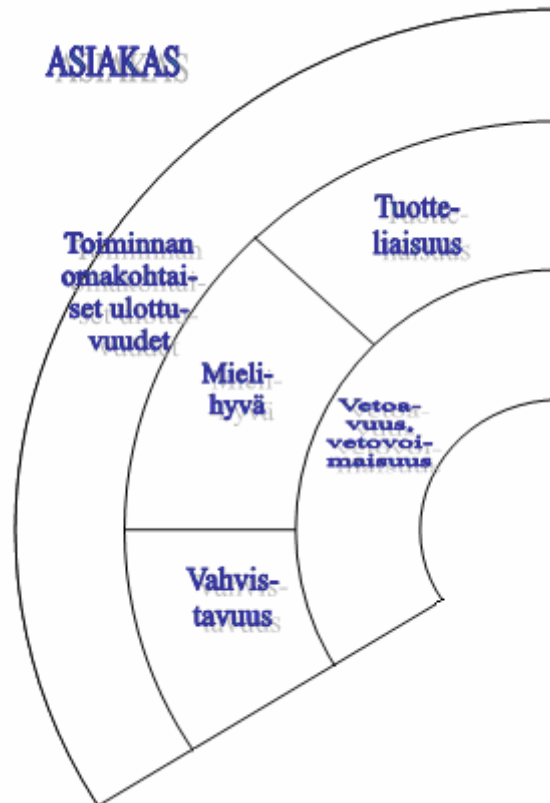 ASIAKAS
Tuotte-
liaisuus
Toiminnan
omakohtai-
set ulottu-
vuudet
Mieli-
hyvä
Vetoa-
vuus,
vetovoi-
maisuus
Vahvis-
tavuus